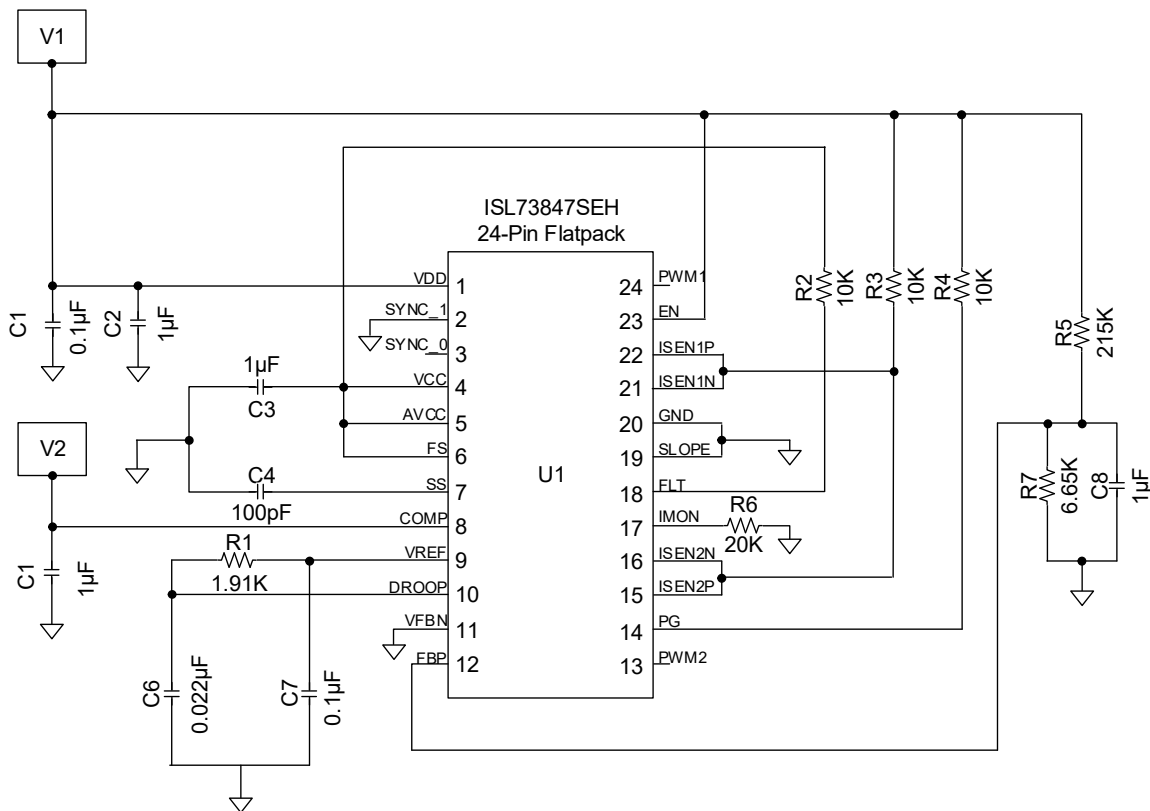 V1
ISL73847SEH
24-Pin Flatpack
VDD
1
SYNC_1
2
SYNC_0
3
VCC
4
AVCC
5
FS
6
SS
7
COMP
8
VREF
9
DROOP
10
VFBN
11
FBP
12
U1
24
PWM1
23
EN
22
ISEN1P
21
ISEN1N
20
GND
19
SLOPE
18
FLT
17
IMON
16
ISEN2N
15
ISEN2P
14
PG
13
PWM2
C1
0.1µF
C2
1µF
1µF
C3
V2
C4
100pF
C1
1µF
R1
1.91K
C6
0.022µF
C7
0.1µF
R2
10K
R3
10K
R4
10K
R5
215K
R6
20K
R7
6.65K
C8
1µF